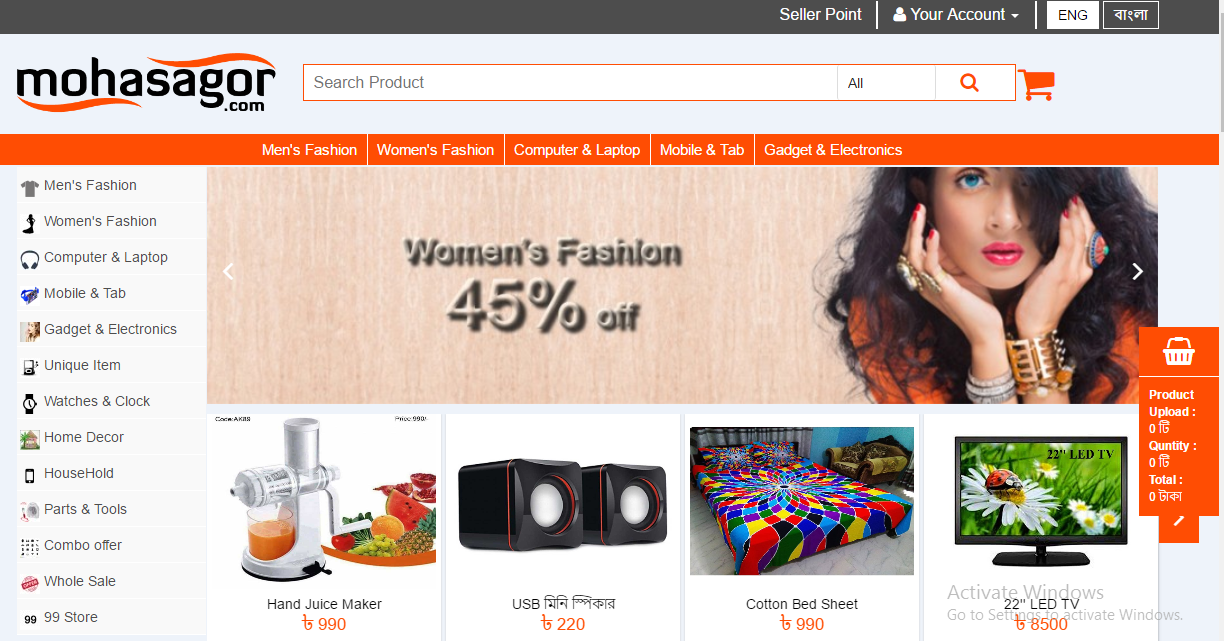 Seller Point
Your Account
ENG
বাংলা
mohasagor
.com
Search Product
All
Men's Fashion
Women's Fashion
Computer & Laptop
Mobile & Tab
Gadget & Electronics
Men's Fashion
Women's Fashion
Computer & Laptop
Mobile & Tab
Gadget & Electronics
Unique Item
Watches & Clock
Home Decor
HouseHold
Parts & Tools
Combo offer
Whole Sale
99 Store
99
Women's Fashion
45% off
Product
Upload :
0 টি
Quntity :
0 টি
Total :
0 টাকা
Code:AK89
Price:990/-
22" LED TV
Hand Juice Maker
৳ 990
USB মিনি স্পিকার
৳ 220
Cotton Bed Sheet
৳ 990
22'' LED TV
৳ 8500
Activate Windows
Go to Settings to activate Windows.